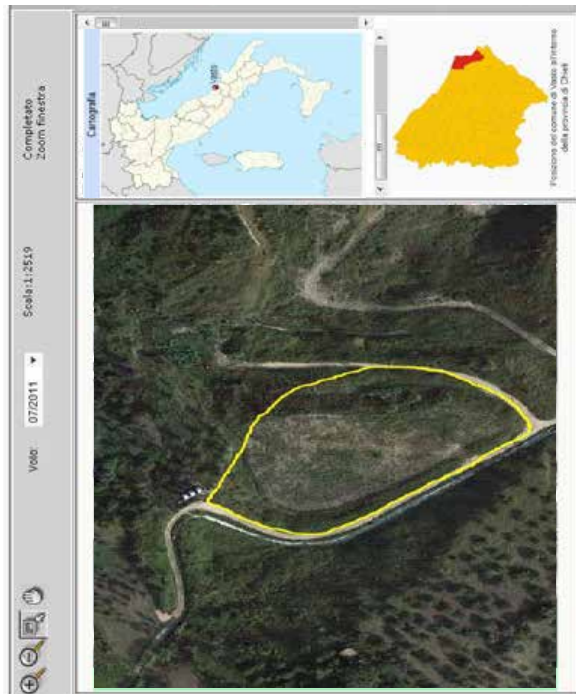 Volo:
07/2011
Scala:1:2519
Completato
Zoom finestra
Cartografia
Vasto
Posizione del comune di Vasto all'interno
della provincia di Chieti